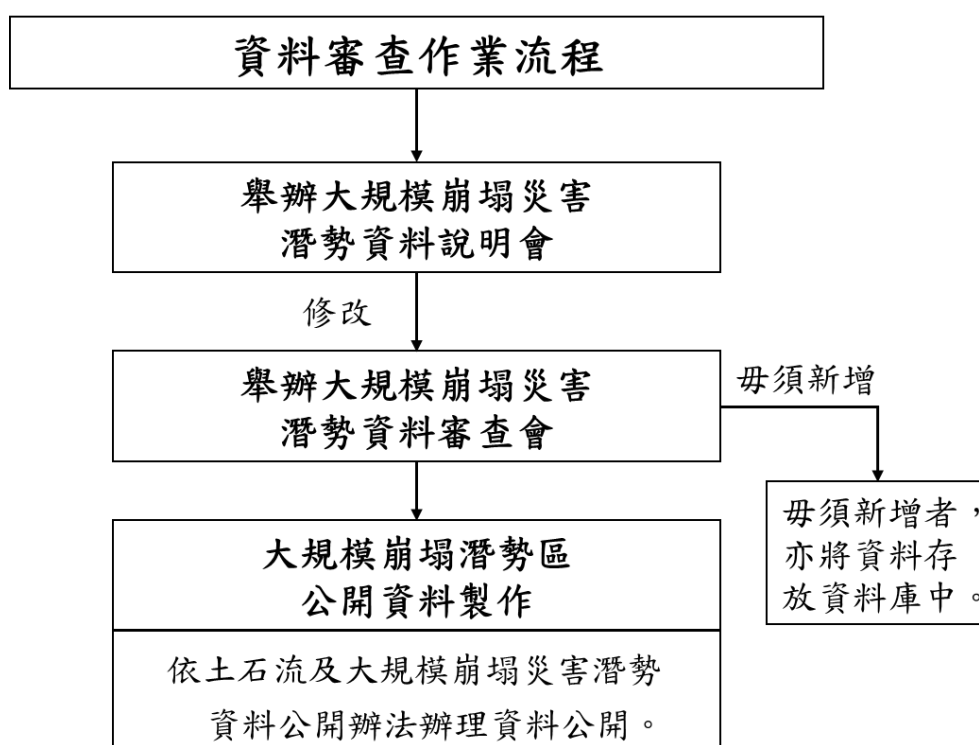 資料審查作業流程
舉辦大規模崩塌災害
潛勢資料說明會
修改
舉辦大規模崩塌災害
潛勢資料審查會
毋須新增
毋須新增者，
亦將資料存
放資料庫中。
大規模崩塌潛勢區
公開資料製作
依土石流及大規模崩塌災害潛勢
資料公開辦法辦理資料公開。